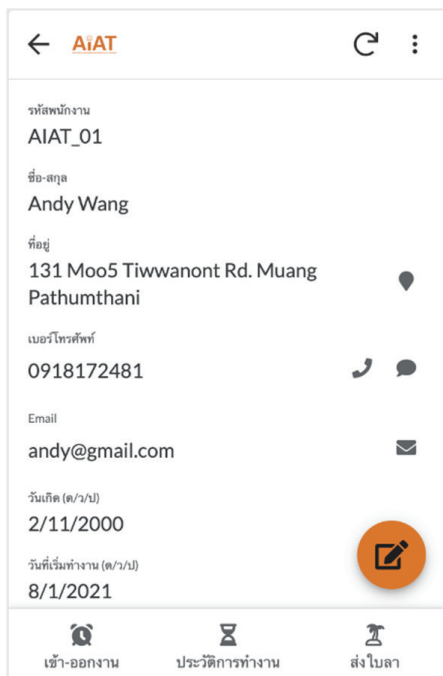 AiAT
รหัสพนักงาน
AIAT_01
ชื่อ-สกุล
Andy Wang
ที่อยู่
131 Moo5 Tiwwanont Rd. Muang
Pathumthani
เบอร์โทรศัพท์
0918172481
Email
andy@gmail.com
วันเกิด (ด/ว/ป)
2/11/2000
วันที่เริ่มทำงาน (ด/ว/ป)
8/1/2021
เข้า-ออกงาน
ประวัติการทำงาน
ส่งใบลา